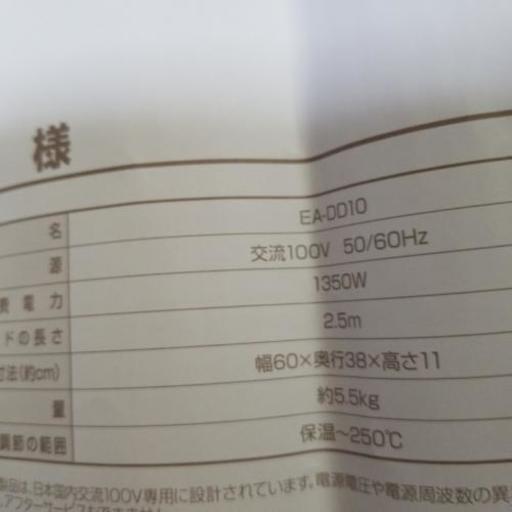 様
名 EA-DD10
源 交流100V 50/60Hz
費電力 1350W
ドの長さ 2.5m
寸法(約cm) 幅60×奥行38×高さ11
量 約5.5kg
調節の範囲 保温~250℃
製品は、日本国内交流100V専用に設計されています。電源電圧や電源周波数の異